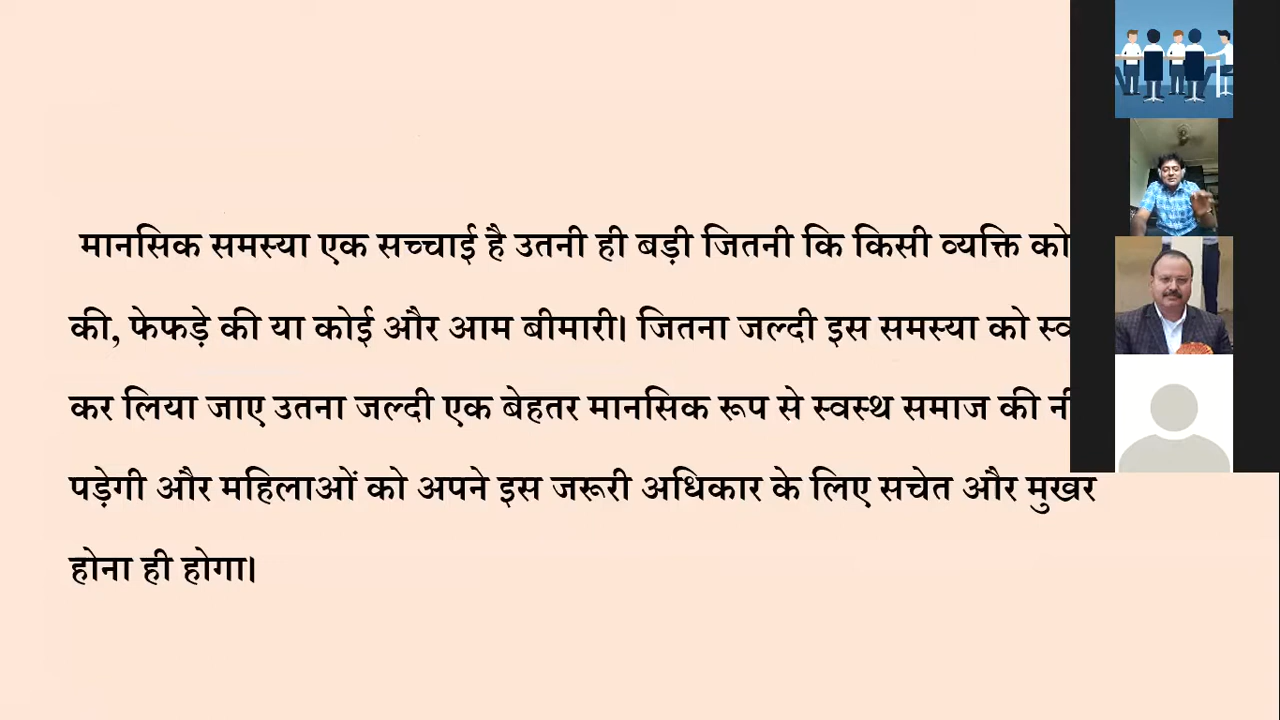 मानसिक समस्या एक सच्चाई है उतनी ही बड़ी जितनी कि किसी व्यक्ति को
की, फेफड़े की या कोई और आम बीमारी। जितना जल्दी इस समस्या को
कर लिया जाए उतना जल्दी एक बेहतर मानसिक रूप से स्वस्थ समाज की
पड़ेगी और महिलाओं को अपने इस जरूरी अधिकार के लिए सचेत और मुखर
होना ही होगा।